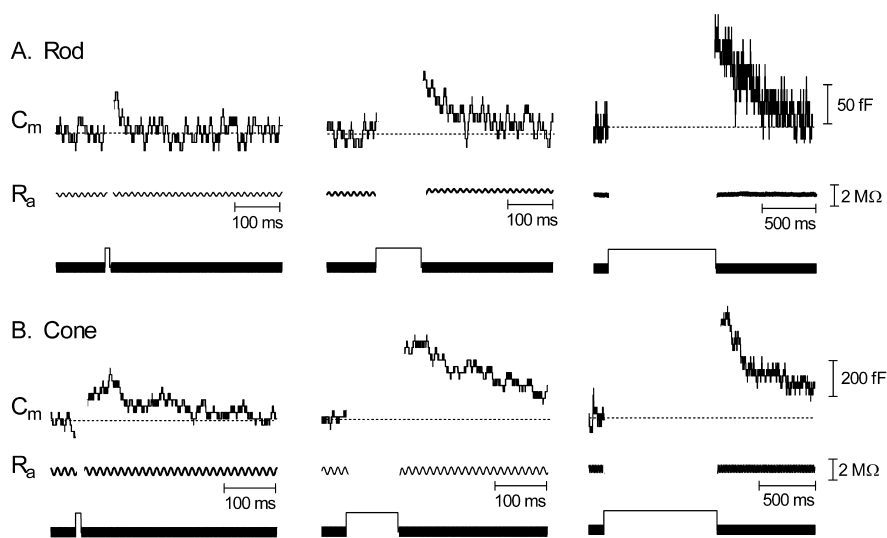 A. Rod
Cm
50 fF
Ra
2 MΩ
100 ms
100 ms
500 ms
B. Cone
Cm
200 fF
Ra
2 MΩ
100 ms
100 ms
500 ms